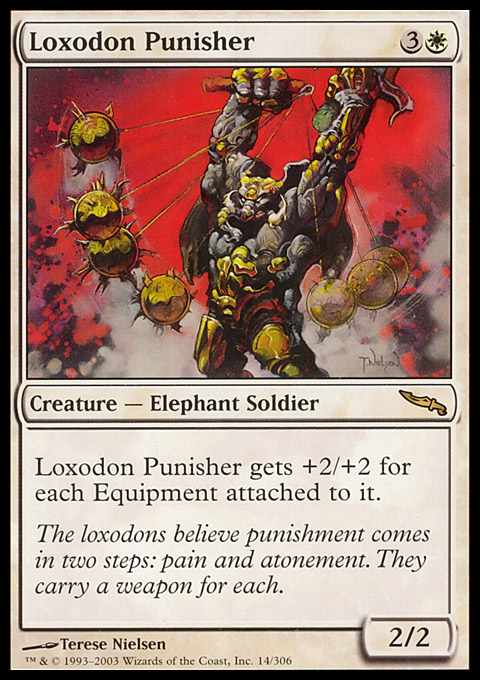 Loxodon Punisher 3
T. Nielsen
Creature — Elephant Soldier
Loxodon Punisher gets +2/+2 for
each Equipment attached to it.
The loxodons believe punishment comes
in two steps: pain and atonement. They
carry a weapon for each.
Terese Nielsen
2/2
™ & © 1993–2003 Wizards of the Coast, Inc. 14/306